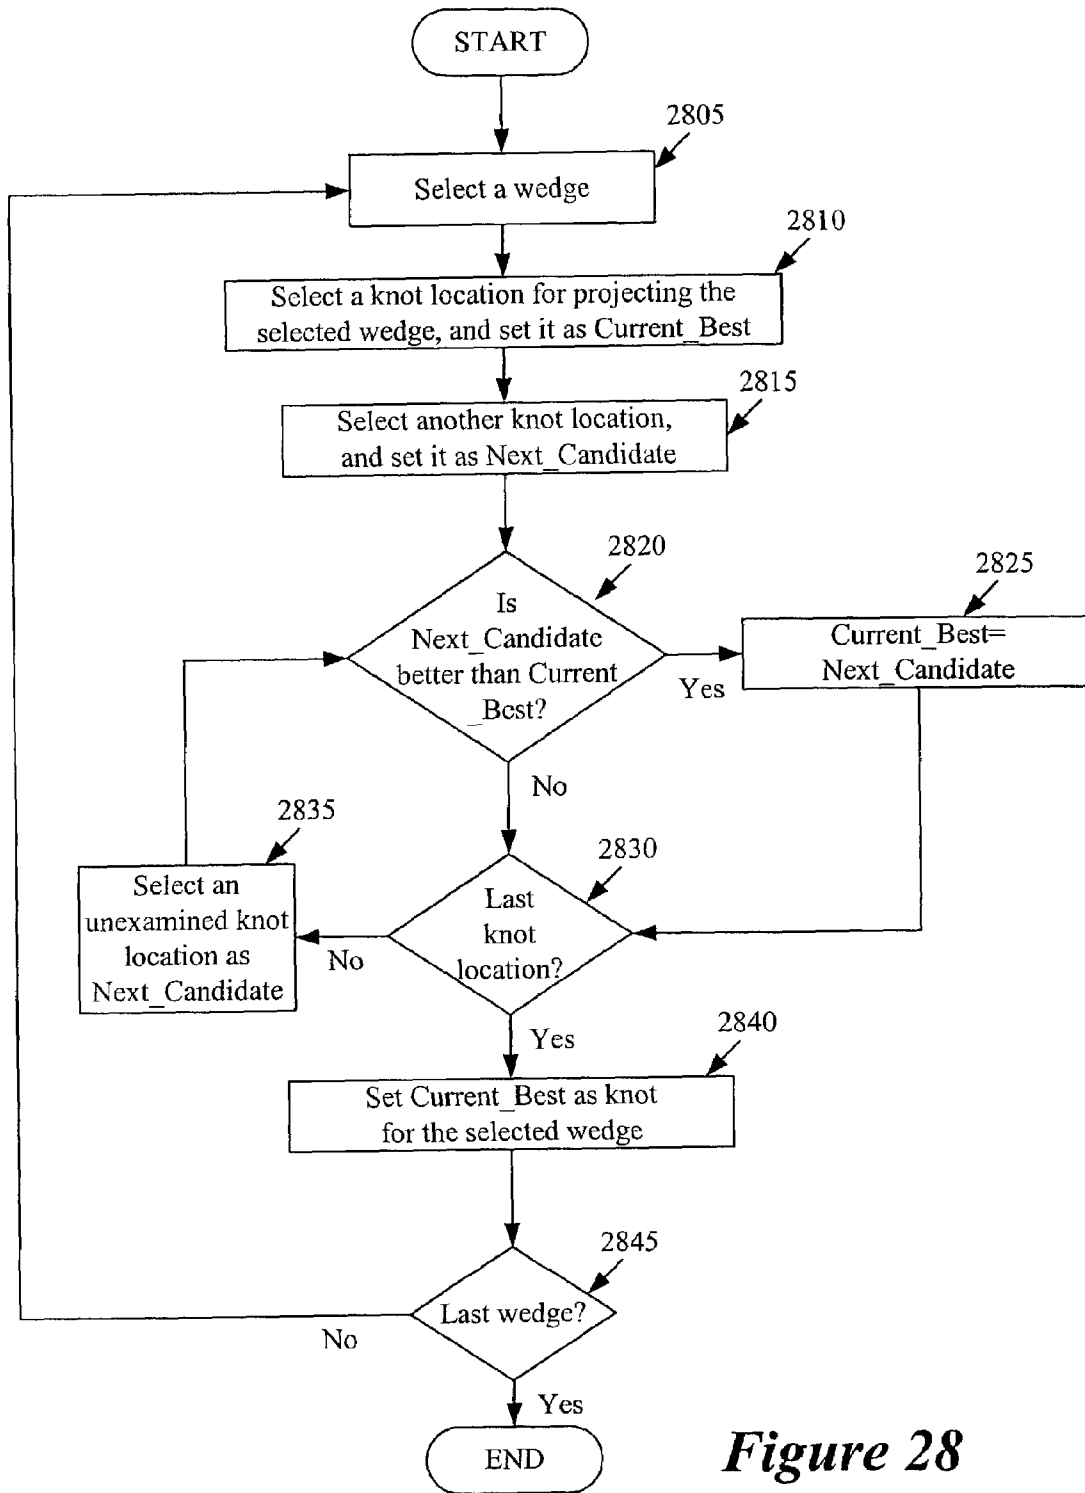 START
2805
Select a wedge
2810
Select a knot location for projecting the
selected wedge, and set it as Current_Best
2815
Select another knot location,
and set it as Next_Candidate
2820
Is
Next_Candidate
better than Current
_Best?
Yes
2825
Current_Best=
Next_Candidate
No
2835
Select an
unexamined knot
location as
Next_Candidate
2830
Last
knot
location?
No
Yes
2840
Set Current_Best as knot
for the selected wedge
2845
Last wedge?
No
Yes
END
Figure 28